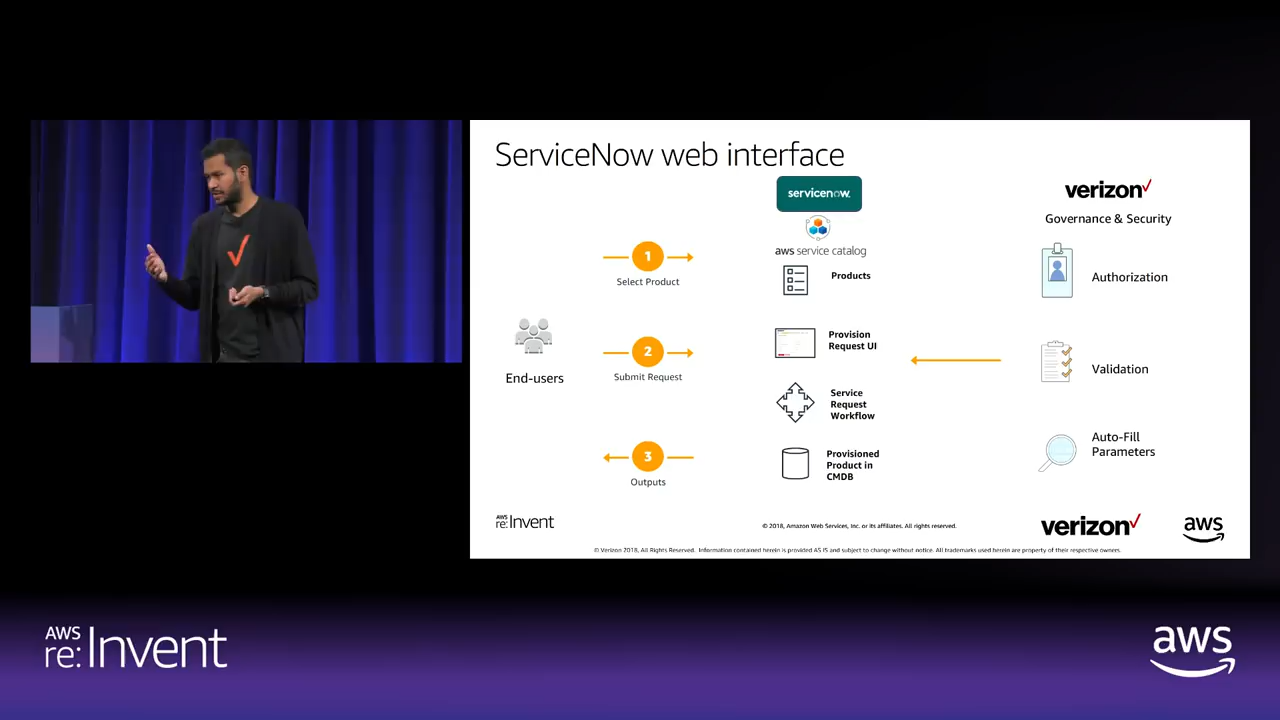 ServiceNow web interface
servicenow
aws service catalog
verizon
Governance & Security
1
Select Product
Products
Authorization
End-users
2
Submit Request
Provision
Request UI
Validation
Service
Request
Workflow
3
Outputs
Provisioned
Product in
CMDB
Auto-Fill
Parameters
AWS
re:Invent
© 2018, Amazon Web Services, Inc. or its affiliates. All rights reserved.
verizon
aws
© Verizon 2018, All Rights Reserved. Information contained herein is provided AS IS and subject to change without notice. All trademarks used herein are property of their respective owners.
AWS
re:Invent
aws